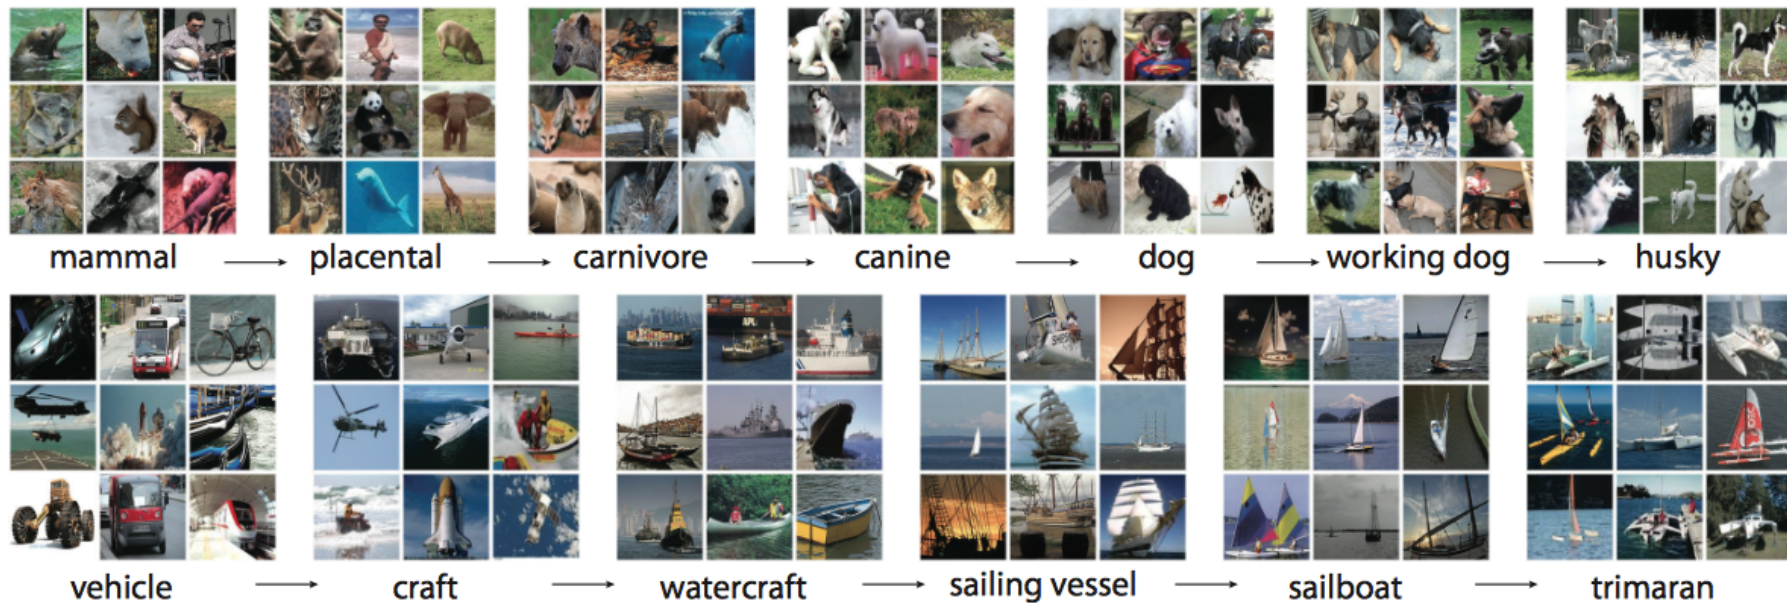 mammal → placental → carnivore → canine → dog → working dog → husky
vehicle → craft → watercraft → sailing vessel → sailboat → trimaran